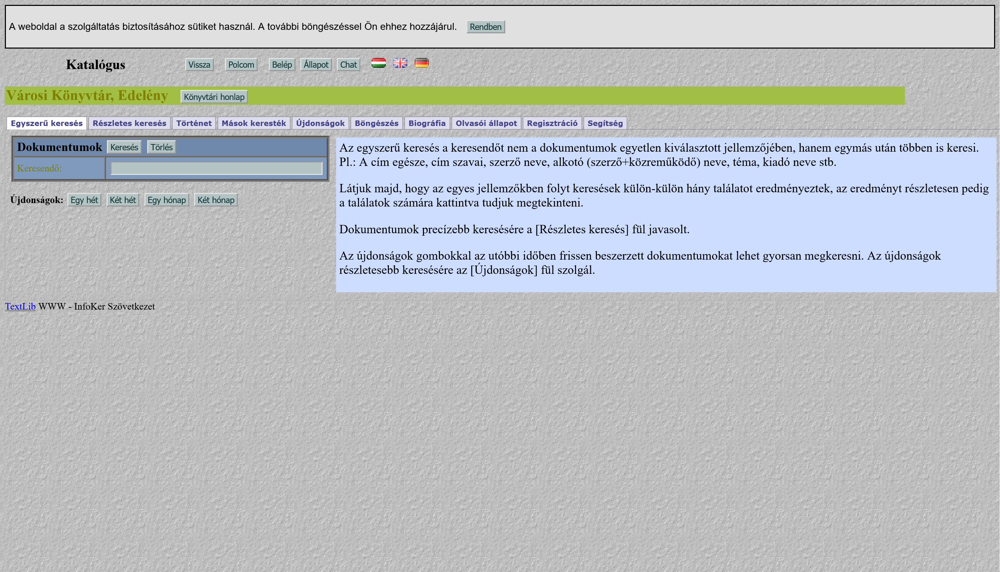 A weboldal a szolgáltatás biztosításához sütiket használ. A további böngészéssel Ön ehhez hozzájárul. Rendben
Katalógus Vissza Polcom Belép Állapot Chat
Városi Könyvtár, Edelény Könyvtári honlap
Egyszerű keresés Részletes keresés Történet Mások keresték Újdonságok Böngészés Biográfia Olvasói állapot Regisztráció Segítség
Dokumentumok Keresés Törlés
Keresendő:
Újdonságok: Egy hét Két hét Egy hónap Két hónap
Az egyszerű keresés a keresendőt nem a dokumentumok egyetlen kiválasztott jellemzőjében, hanem egymás után többen is keresi.
Pl.: A cím egésze, cím szavai, szerző neve, alkotó (szerző+közreműködő) neve, téma, kiadó neve stb.
Látjuk majd, hogy az egyes jellemzőkben folyt keresések külön-külön hány találatot eredményeztek, az eredményt részletesen pedig
a találatok számára kattintva tudjuk megtekinteni.
Dokumentumok precízebb keresésére a [Részletes keresés] fül javasolt.
Az újdonságok gombokkal az utóbbi időben frissen beszerzett dokumentumokat lehet gyorsan megkeresni. Az újdonságok
részletesebb keresésére az [Újdonságok] fül szolgál.
TextLib WWW - InfoKer Szövetkezet